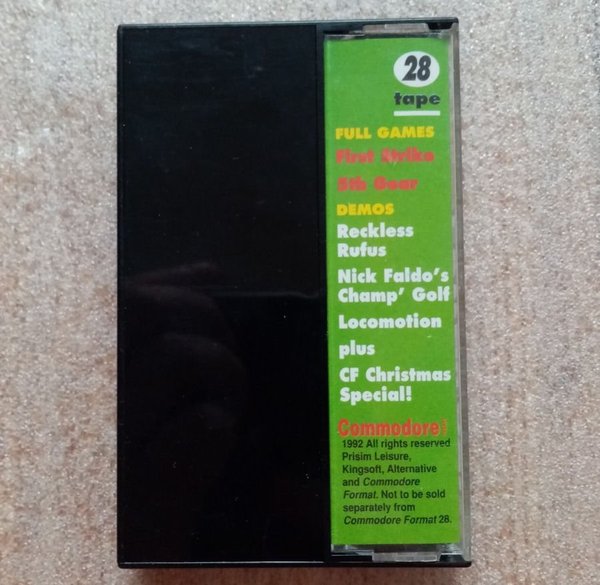 28
tape
FULL GAMES
First Strike
5th Gear
DEMOS
Reckless
Rufus
Nick Faldo's
Champ' Golf
Locomotion
plus
CF Christmas
Special!
Commodore
1992 All rights reserved
Prisim Leisure,
Kingsoft, Alternative
and Commodore
Format. Not to be sold
separately from
Commodore Format 28.